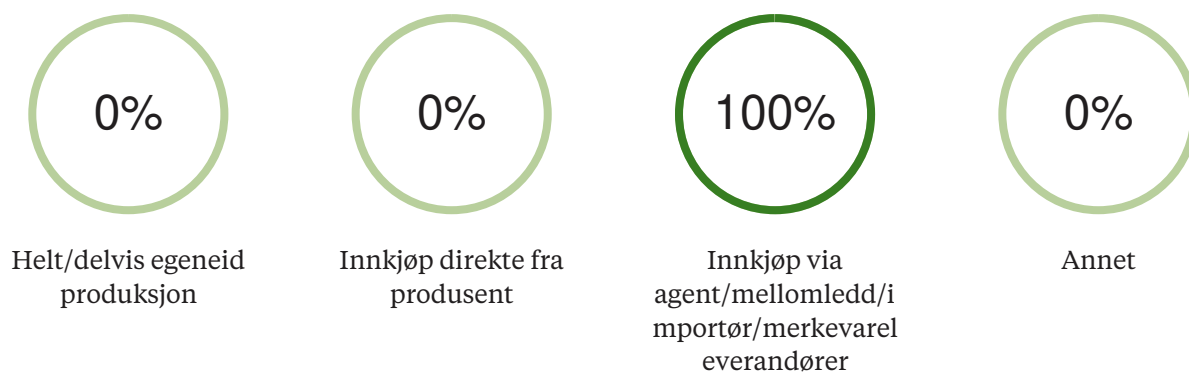 0%
Helt/delvis egeneid
produksjon
0%
Innkjøp direkte fra
produsent
100%
Innkjøp via
agent/mellomledd/i
mportør/merkevarel
everandører
0%
Annet